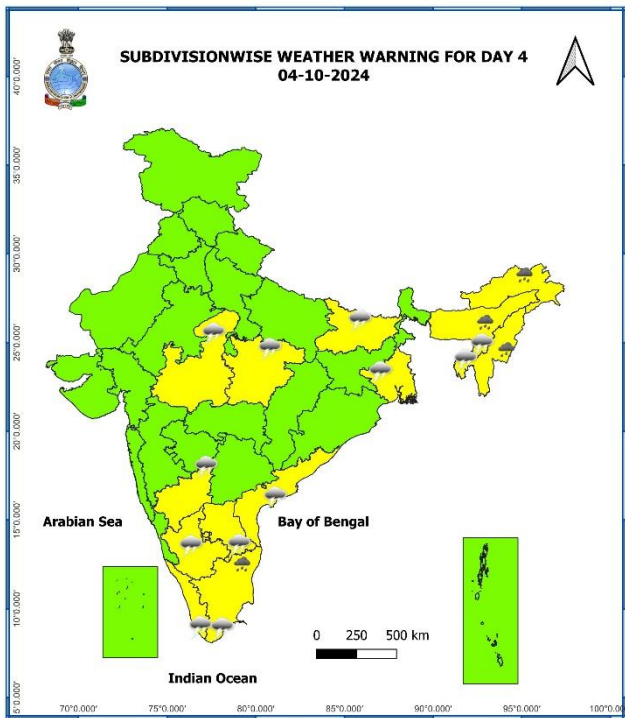 SUBDIVISIONWISE WEATHER WARNING FOR DAY 4
04-10-2024
40°0.000'
35°0.000'
30°0.000'
25°0.000'
20°0.000'
15°0.000'
10°0.000'
5°0.000'
Arabian Sea
Bay of Bengal
0 250 500 km
Indian Ocean
70°0.000' 75°0.000' 80°0.000' 85°0.000' 90°0.000' 95°0.000' 100°0.000'